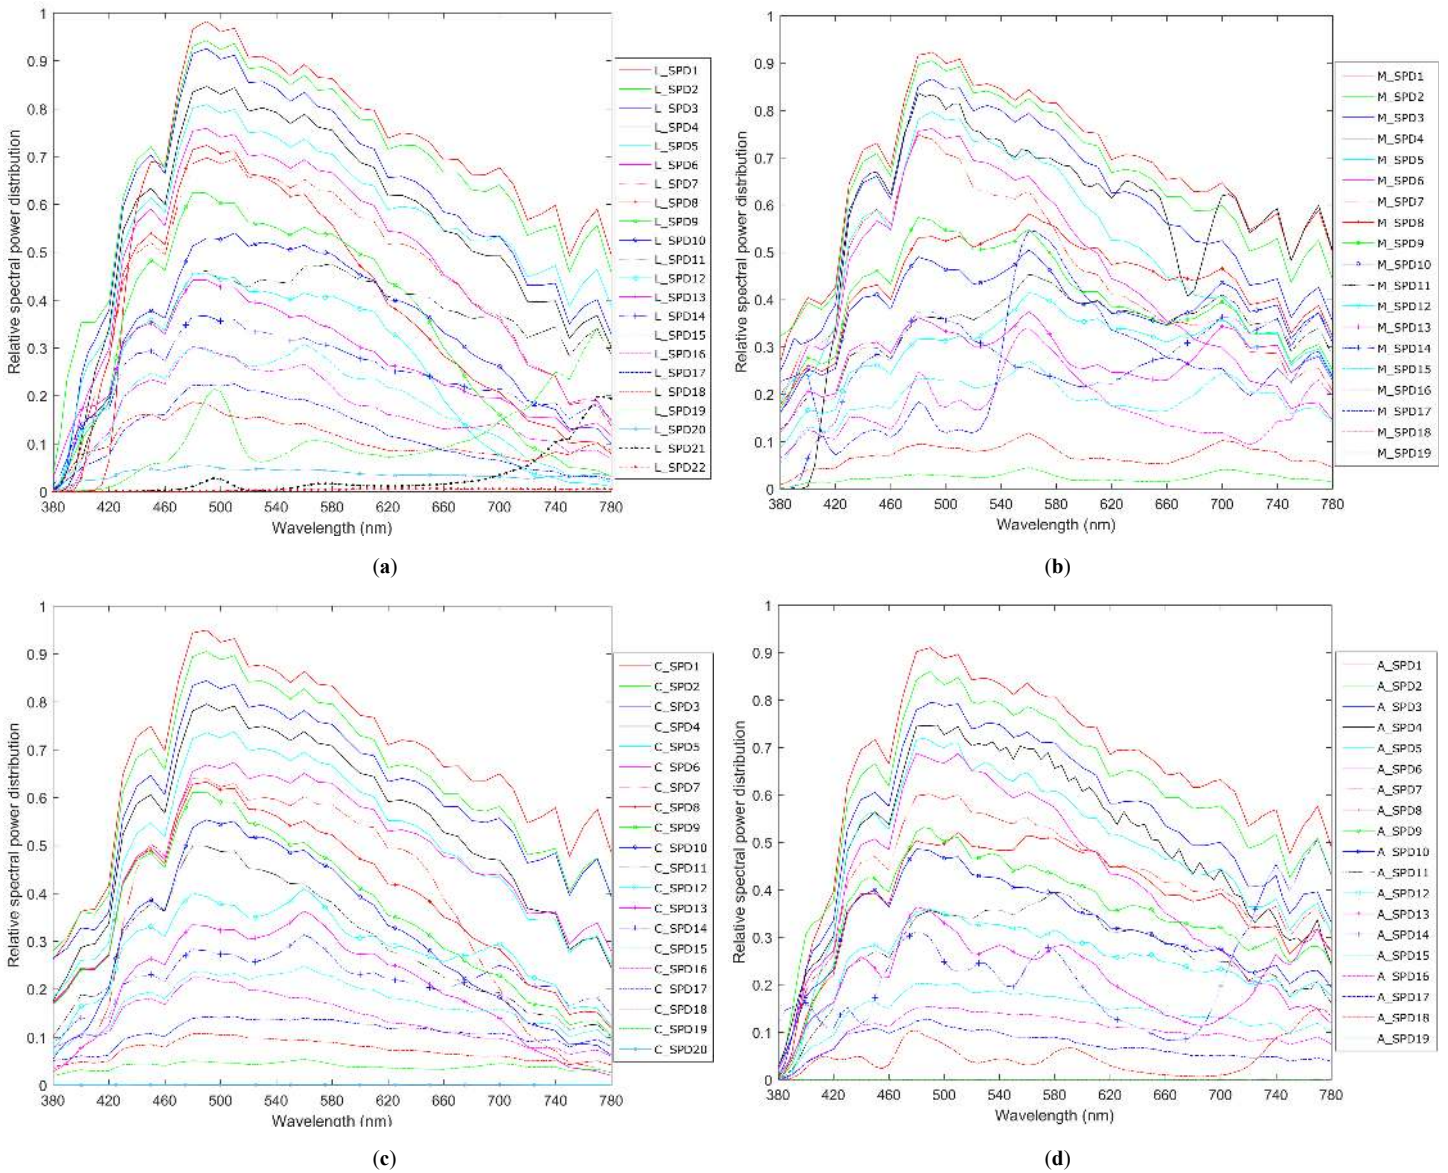 Relative spectral power distribution
1
0.9
0.8
0.7
0.6
0.5
0.4
0.3
0.2
0.1
0
380 420 460 500 540 580 620 660 700 740 780
Wavelength (nm)
L_SPD1
L_SPD2
L_SPD3
L_SPD4
L_SPD5
L_SPD6
L_SPD7
L_SPD8
L_SPD9
L_SPD10
L_SPD11
L_SPD12
L_SPD13
L_SPD14
L_SPD15
L_SPD16
L_SPD17
L_SPD18
L_SPD19
L_SPD20
L_SPD21
L_SPD22
(a)
Relative spectral power distribution
1
0.9
0.8
0.7
0.6
0.5
0.4
0.3
0.2
0.1
0
380 420 460 500 540 580 620 660 700 740 780
Wavelength (nm)
M_SPD1
M_SPD2
M_SPD3
M_SPD4
M_SPD5
M_SPD6
M_SPD7
M_SPD8
M_SPD9
M_SPD10
M_SPD11
M_SPD12
M_SPD13
M_SPD14
M_SPD15
M_SPD16
M_SPD17
M_SPD18
M_SPD19
(b)
Relative spectral power distribution
1
0.9
0.8
0.7
0.6
0.5
0.4
0.3
0.2
0.1
0
380 420 460 500 540 580 620 660 700 740 780
Wavelength (nm)
C_SPD1
C_SPD2
C_SPD3
C_SPD4
C_SPD5
C_SPD6
C_SPD7
C_SPD8
C_SPD9
C_SPD10
C_SPD11
C_SPD12
C_SPD13
C_SPD14
C_SPD15
C_SPD16
C_SPD17
C_SPD18
C_SPD19
C_SPD20
(c)
Relative spectral power distribution
1
0.9
0.8
0.7
0.6
0.5
0.4
0.3
0.2
0.1
0
380 420 460 500 540 580 620 660 700 740 780
Wavelength (nm)
A_SPD1
A_SPD2
A_SPD3
A_SPD4
A_SPD5
A_SPD6
A_SPD7
A_SPD8
A_SPD9
A_SPD10
A_SPD11
A_SPD12
A_SPD13
A_SPD14
A_SPD15
A_SPD16
A_SPD17
A_SPD18
A_SPD19
(d)